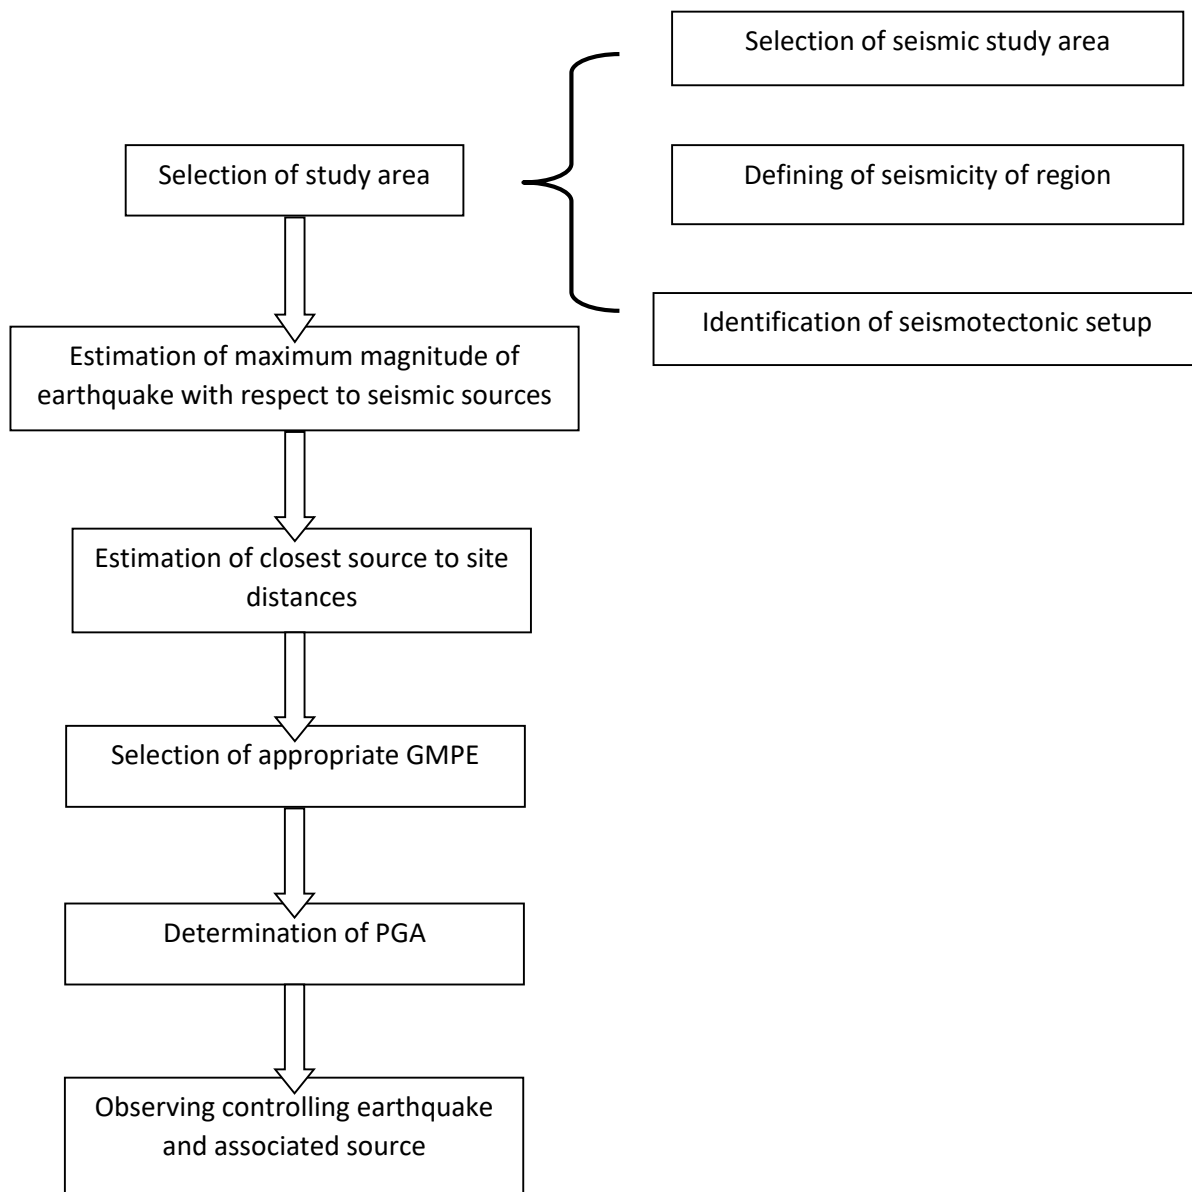 Selection of study area
Selection of seismic study area
Defining of seismicity of region
Identification of seismotectonic setup
Estimation of maximum magnitude of
earthquake with respect to seismic sources
Estimation of closest source to site
distances
Selection of appropriate GMPE
Determination of PGA
Observing controlling earthquake
and associated source